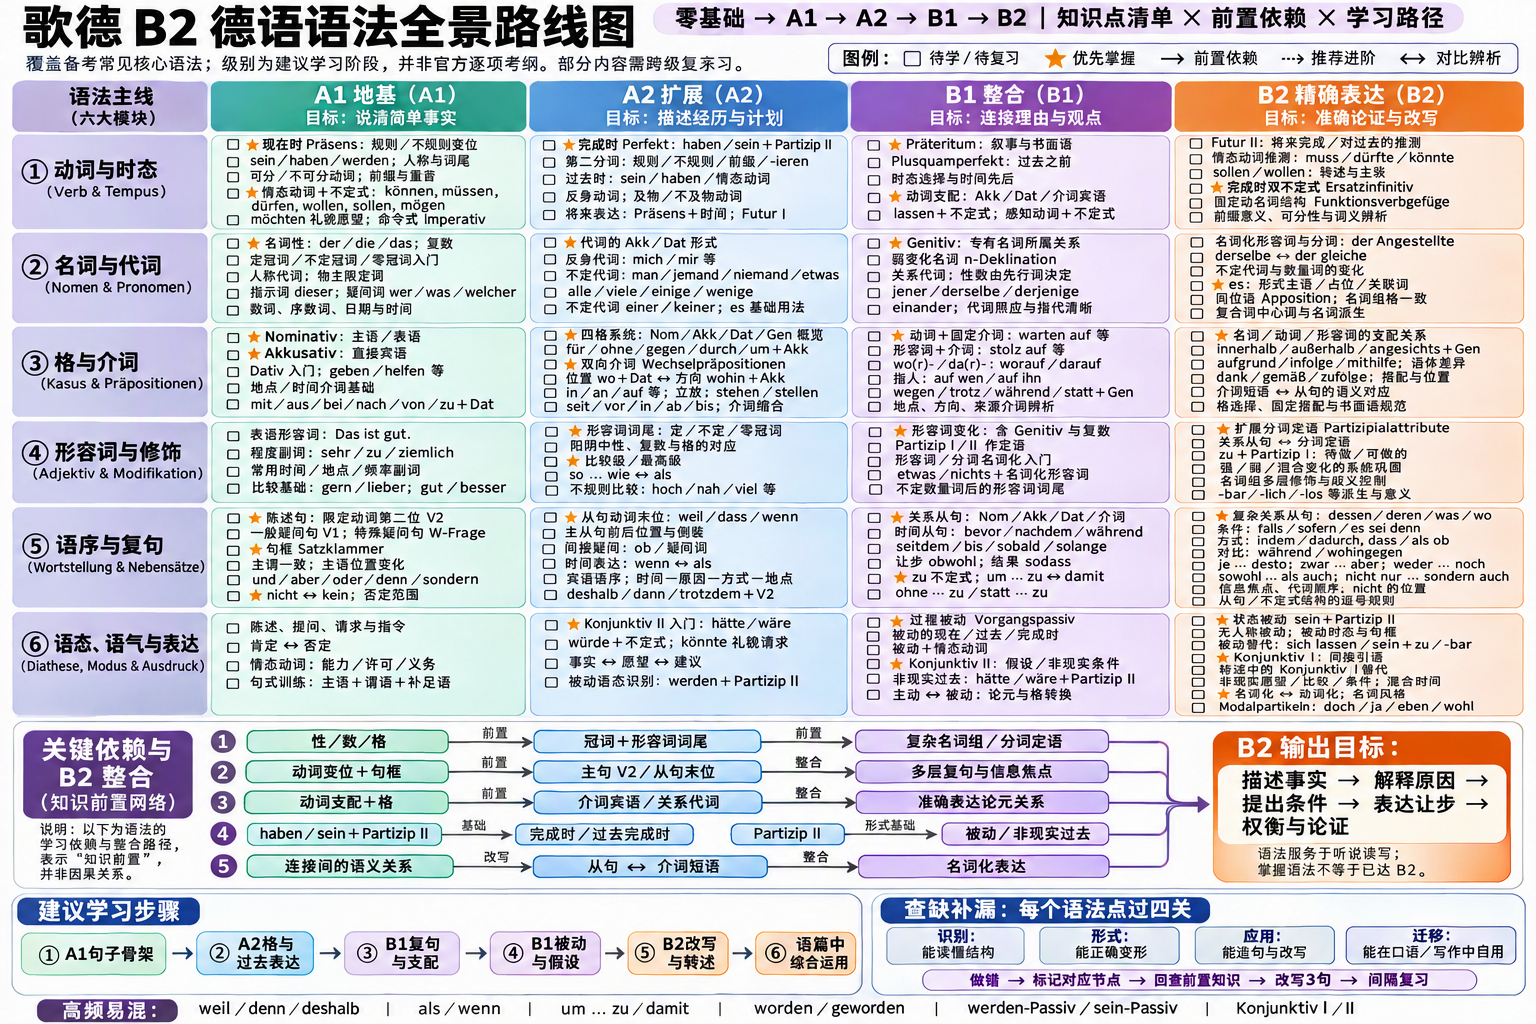 歌德 B2 德语语法全景路线图
零基础 → A1 → A2 → B1 → B2 | 知识点清单 × 前置依赖 × 学习路径
覆盖备考常见核心语法；级别为建议学习阶段，并非官方逐项考纲。部分内容需跨级复习。
图例： 待学 / 待复习 ★ 优先掌握 → 前置依赖 推荐进阶 ↔ 对比辨析
语法主线
（六大模块）
A1 地基（A1）
目标：说清简单事实
A2 扩展（A2）
目标：描述经历与计划
B1 整合（B1）
目标：连接理由与观点
B2 精确表达（B2）
目标：准确论证与改写
① 动词与时态
（Verb & Tempus）
★ 现在时 Präsens：规则／不规则变位
sein／haben／werden；人称与词尾
可分／不可分动词；前缀与重音
★ 情态动词＋不定式：können, müssen,
dürfen, wollen, sollen, mögen
möchten 礼貌愿望；命令式 Imperativ
★ 完成时 Perfekt：haben／sein＋Partizip II
第二分词：规则／不规则／前缀／-ieren
过去时：sein／haben／情态动词
反身动词；及物／不及物动词
将来表达：Präsens＋时间；Futur I
★ Präteritum：叙事与书面语
Plusquamperfekt：过去之前
时态选择与时间先后
★ 动词支配：Akk／Dat／介词宾语
lassen＋不定式；感知动词＋不定式
Futur II：将来完成／对过去的推测
情态动词推测：muss／dürfte／könnte
sollen／wollen：转述与主张
★ 完成时双不定式 Ersatzinfinitiv
固定动名词结构 Funktionsverbgefüge
前缀意义、可分性与词义辨析
② 名词与代词
（Nomen & Pronomen）
★ 名词性：der／die／das；复数
定冠词／不定冠词／零冠词入门
人称代词；物主限定词
指示词 dieser；疑问词 wer／was／welcher
数词、序数词、日期与时间
★ 代词的 Akk／Dat 形式
反身代词：mich／mir 等
不定代词：man／jemand／niemand／etwas
alle／viele／einige／wenige
不定代词 einer／keiner；es 基础用法
★ Genitiv：专有名词所属关系
弱变化名词 n-Deklination
关系代词；性数由先行词决定
jener／derselbe／derjenige
einander；代词照应与指代清晰
名词化形容词与分词：der Angestellte
derselbe ↔ der gleiche
不定代词与数量词的变化
★ es：形式主语／占位／关联词
同位语 Apposition；名词组格一致
复合词中心词与名词派生
③ 格与介词
（Kasus & Präpositionen）
★ Nominativ：主语／表语
★ Akkusativ：直接宾语
Dativ 入门；geben／helfen 等
地点／时间介词基础
mit／aus／bei／nach／von／zu＋Dat
★ 四格系统：Nom／Akk／Dat／Gen 概览
für／ohne／gegen／durch／um＋Akk
★ 双向介词 Wechselpräpositionen
位置 wo＋Dat ↔ 方向 wohin＋Akk
in／an／auf 等；立放：stehen／stellen
seit／vor／in／ab／bis；介词缩合
★ 动词＋固定介词：warten auf 等
形容词＋介词：stolz auf 等
wo(r)-／da(r)-：worauf／darauf
指人：auf wen／auf ihn
wegen／trotz／während／statt＋Gen
地点、方向、来源介词辨析
★ 名词／动词／形容词的支配关系
innerhalb／außerhalb／angesichts＋Gen
aufgrund／infolge／mithilfe；语体差异
dank／gemäß／zufolge；搭配与位置
介词短语 ↔ 从句的语义对应
格选择、固定搭配与书面语规范
④ 形容词与修饰
（Adjektiv & Modifikation）
表语形容词：Das ist gut.
程度副词：sehr／zu／ziemlich
常用时间／地点／频率副词
比较基础：gern／lieber；gut／besser
★ 形容词词尾：定／不定／零冠词
阴阳中性、复数与格的对应
★ 比较级／最高级
so … wie ↔ als
不规则比较：hoch／nah／viel 等
★ 形容词变化：含 Genitiv 与复数
Partizip I／II 作定语
形容词／分词名词化入门
etwas／nichts＋名词化形容词
不定数量词后的形容词词尾
★ 扩展分词定语 Partizipialattribute
关系从句 ↔ 分词定语
zu＋Partizip I：待做／可做的
强／弱／混合变化的系统巩固
名词组多层修饰与歧义控制
-bar／-lich／-los 等派生与意义
⑤ 语序与复句
（Wortstellung & Nebensätze）
★ 陈述句：限定动词第二位 V2
一般疑问句 V1；特殊疑问句 W-Frage
★ 句框 Satzklammer
主谓一致；主语位置变化
und／aber／oder／denn／sondern
★ nicht ↔ kein；否定范围
★ 从句动词末位：weil／dass／wenn
主从句前后位置与倒装
间接疑问：ob／疑问词
时间表达：wenn ↔ als
宾语语序；时间—原因—方式—地点
deshalb／dann／trotzdem＋V2
★ 关系从句：Nom／Akk／Dat／介词
时间从句：bevor／nachdem／während
seitdem／bis／sobald／solange
让步 obwohl；结果 sodass
★ zu 不定式；um … zu ↔ damit
ohne … zu／statt … zu
★ 复杂关系从句：dessen／deren／was／wo
条件：falls／sofern／es sei denn
方式：indem／dadurch, dass／als ob
对比：während／wohingegen
je … desto；zwar … aber；weder … noch
sowohl … als auch；nicht nur … sondern auch
信息焦点、代词顺序；nicht 的位置
从句／不定式结构的逗号规则
⑥ 语态、语气与表达
（Diathese, Modus & Ausdruck）
陈述、提问、请求与指令
肯定 ↔ 否定
情态动词：能力／许可／义务
句式训练：主语＋谓语＋补足语
★ Konjunktiv II 入门：hätte／wäre
würde＋不定式；könnte 礼貌请求
事实 ↔ 愿望 ↔ 建议
被动语态识别：werden＋Partizip II
★ 过程被动 Vorgangspassiv
被动的现在／过去／完成时
被动＋情态动词
★ Konjunktiv II：假设／非现实条件
非现实过去：hätte／wäre＋Partizip II
主动 ↔ 被动：论元与格转换
★ 状态被动 sein＋Partizip II
无人称被动；被动时态与句框
被动替代：sich lassen／sein＋zu／-bar
★ Konjunktiv I：间接引语
转述中的 Konjunktiv I 替代
非现实愿望／比较／条件；混合时间
★ 名词化 ↔ 动词化；名词风格
Modalpartikeln：doch／ja／eben／wohl
关键依赖与
B2 整合
（知识前置网络）
说明：以下为语法的
学习依赖与整合路径，
表示“知识前置”，
并非因果关系。
1 性／数／格 前置 冠词＋形容词词尾 前置 复杂名词组／分词定语
2 动词变位＋句框 前置 主句 V2／从句末位 整合 多层复句与信息焦点
3 动词支配＋格 前置 介词宾语／关系代词 整合 准确表达论元关系
4 haben／sein＋Partizip II 基础 完成时／过去完成时 Partizip II 形式基础 被动／非现实过去
5 连接间的语义关系 改写 从句 ↔ 介词短语 整合 名词化表达
B2 输出目标：
描述事实 → 解释原因 →
提出条件 → 表达让步 →
权衡与论证
语法服务于听说读写；
掌握语法不等于已达 B2。
建议学习步骤
① A1句子骨架 → ② A2格与过去表达 → ③ B1复句与支配 → ④ B1被动与假设 → ⑤ B2改写与转述 → ⑥ 语篇中综合运用
查缺补漏：每个语法点过四关
识别：
能读懂结构
形式：
能正确变形
应用：
能造句与改写
迁移：
能在口语／写作中自用
做错 → 标记对应节点 → 回查前置知识 → 改写3句 → 间隔复习
高频易混： weil／denn／deshalb | als／wenn | um … zu／damit | worden／geworden | werden-Passiv／sein-Passiv | Konjunktiv I／II